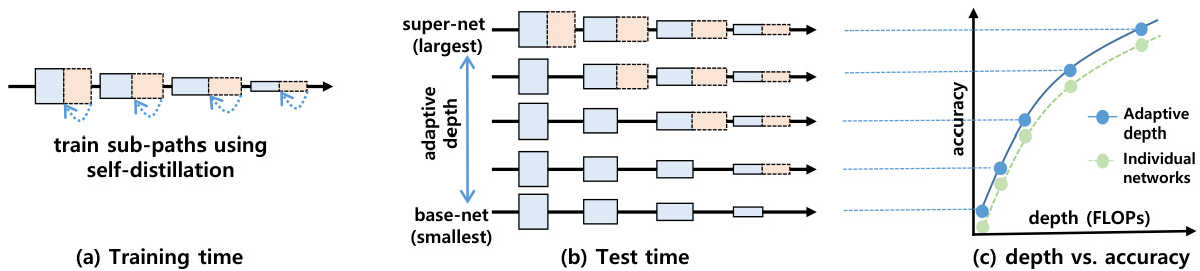 train sub-paths using
self-distillation
(a) Training time
super-net
(largest)
adaptive
depth
base-net
(smallest)
(b) Test time
accuracy
Adaptive
depth
Individual
networks
depth (FLOPs)
(c) depth vs. accuracy